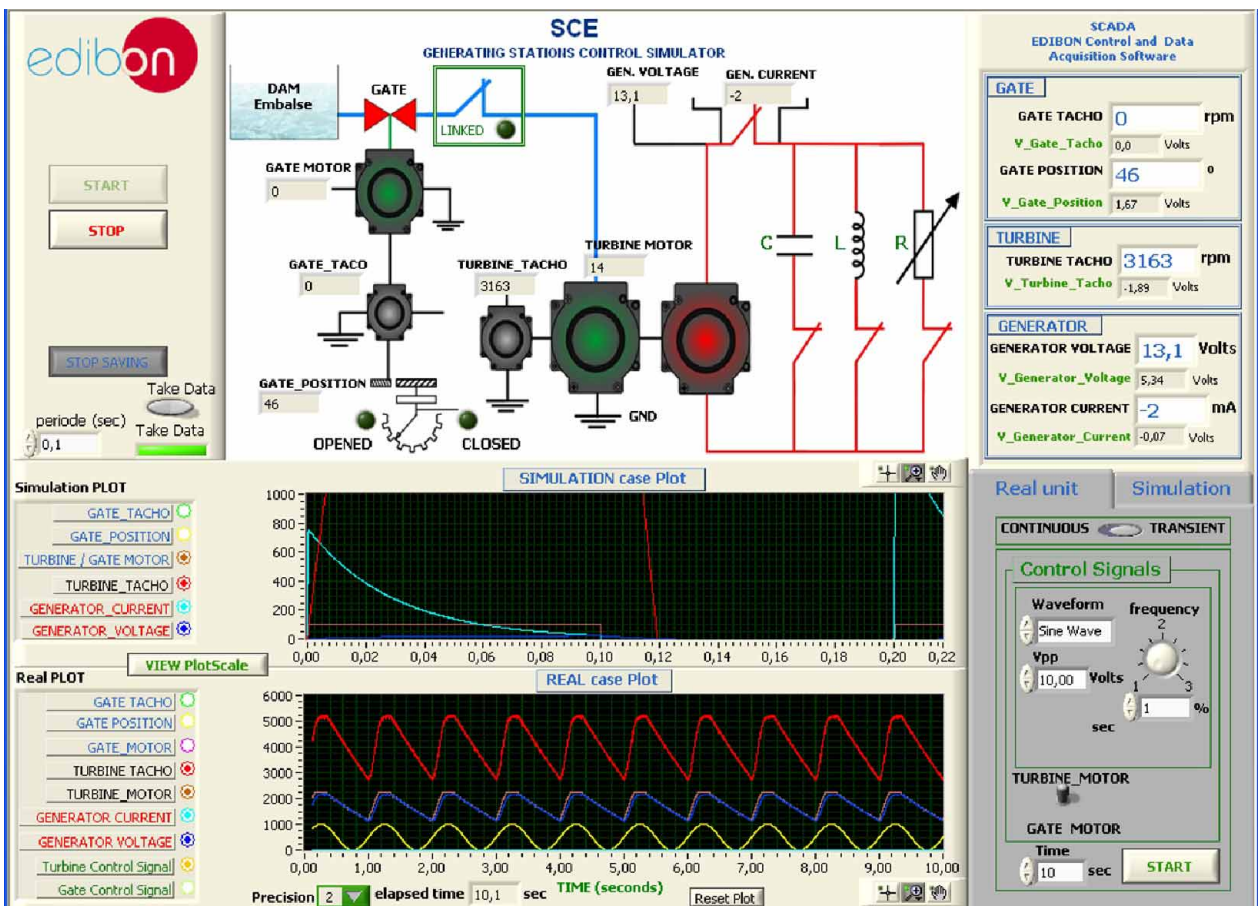 edibon
START
STOP
STOP SAVING
Take Data
periode (sec)
Take Data
0,1
SCE
GENERATING STATIONS CONTROL SIMULATOR
DAM
Embalse
GATE
LINKED
GEN. VOLTAGE
13,1
GEN. CURRENT
-2
GATE MOTOR
0
GATE_TACO
0
TURBINE_TACHO
3163
TURBINE MOTOR
14
C
L
R
GATE_POSITION
46
OPENED
CLOSED
GND
SCADA
EDIBON Control and Data
Acquisition Software
GATE
GATE TACHO 0 rpm
V_Gate_Tacho 0,0 Volts
GATE POSITION 46 º
V_Gate_Position 1,67 Volts
TURBINE
TURBINE TACHO 3163 rpm
V_Turbine_Tacho -1,89 Volts
GENERATOR
GENERATOR VOLTAGE 13,1 Volts
V_Generator_Voltage 5,34 Volts
GENERATOR CURRENT -2 mA
V_Generator_Current -0,07 Volts
Simulation PLOT
GATE_TACHO
GATE_POSITION
TURBINE / GATE MOTOR
TURBINE_TACHO
GENERATOR_CURRENT
GENERATOR_VOLTAGE
VIEW PlotScale
SIMULATION case Plot
1000
800
600
400
200
0
0,00 0,02 0,04 0,06 0,08 0,10 0,12 0,14 0,16 0,18 0,20 0,22
Real PLOT
GATE TACHO
GATE POSITION
GATE_MOTOR
TURBINE TACHO
TURBINE_MOTOR
GENERATOR CURRENT
GENERATOR VOLTAGE
Turbine Control Signal
Gate Control Signal
REAL case Plot
6000
5000
4000
3000
2000
1000
0
0,00 1,00 2,00 3,00 4,00 5,00 6,00 7,00 8,00 9,00 10,00
Precision 2 elapsed time 10,1 sec TIME (seconds) Reset Plot
Real unit Simulation
CONTINUOUS TRANSIENT
Control Signals
Waveform
Sine Wave
frequency
2
1 3
Vpp
10,00 Volts
1 %
sec
TURBINE_MOTOR
GATE MOTOR
Time
10 sec
START